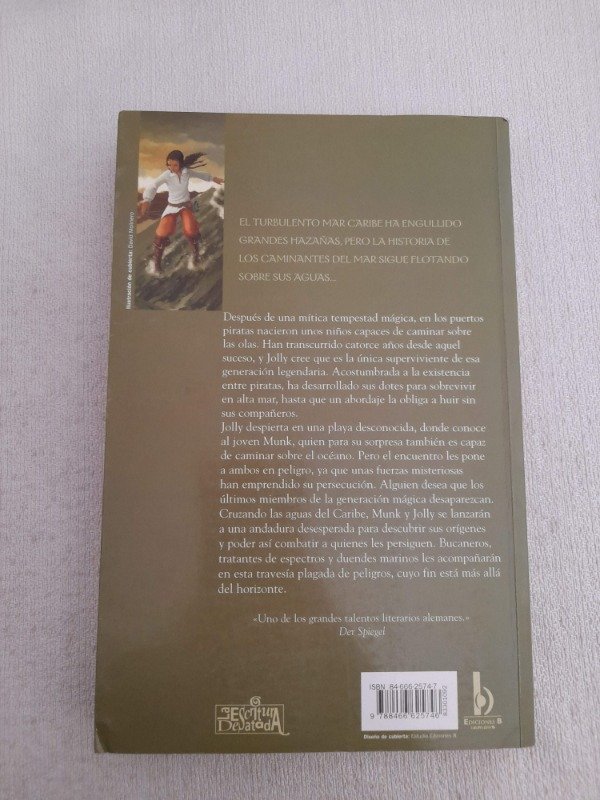 EL TURBULENTO MAR CARIBE HA ENGULLIDO
GRANDES HAZAÑAS, PERO LA HISTORIA DE
LOS CAMINANTES DEL MAR SIGUE FLOTANDO
SOBRE SUS AGUAS...
Ilustración de cubierta: David Molinero
Después de una mítica tempestad mágica, en los puertos
piratas nacieron unos niños capaces de caminar sobre
las olas. Han transcurrido catorce años desde aquel
suceso, y Jolly cree que es la única superviviente de esa
generación legendaria. Acostumbrada a la existencia
entre piratas, ha desarrollado sus dotes para sobrevivir
en alta mar, hasta que un abordaje la obliga a huir sin
sus compañeros.
Jolly despierta en una playa desconocida, donde conoce
al joven Munk, quien para su sorpresa también es capaz
de caminar sobre el océano. Pero el encuentro les pone
a ambos en peligro, ya que unas fuerzas misteriosas
han emprendido su persecución. Alguien desea que los
últimos miembros de la generación mágica desaparezcan.
Cruzando las aguas del Caribe, Munk y Jolly se lanzarán
a una andadura desesperada para descubrir sus orígenes
y poder así combatir a quienes les persiguen. Bucaneros,
tratantes de espectros y duendes marinos les acompañarán
en esta travesía plagada de peligros, cuyo fin está más allá
del horizonte.
«Uno de los grandes talentos literarios alemanes.»
Der Spiegel
La Escritura
Desatada
ISBN: 84-666-2574-7
9 788466 625746
Diseño de cubierta: Estudio Ediciones B
b
EDICIONES B